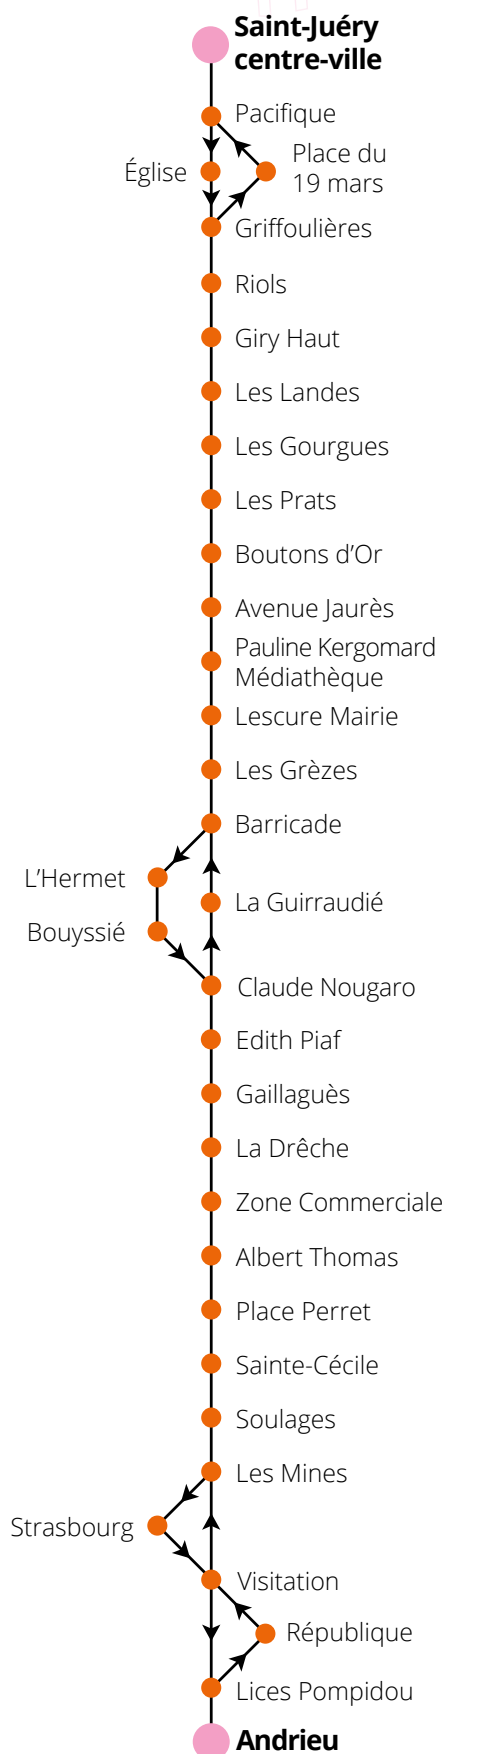 Saint-Juéry
centre-ville
Pacifique
Place du
19 mars
Église
Griffoulières
Riols
Giry Haut
Les Landes
Les Gourgues
Les Prats
Boutons d’Or
Avenue Jaurès
Pauline Kergomard
Médiathèque
Lescure Mairie
Les Grèzes
Barricade
L’Hermet
La Guirraudié
Bouyssié
Claude Nougaro
Edith Piaf
Gaillaguès
La Drêche
Zone Commerciale
Albert Thomas
Place Perret
Sainte-Cécile
Soulages
Les Mines
Strasbourg
Visitation
République
Lices Pompidou
Andrieu